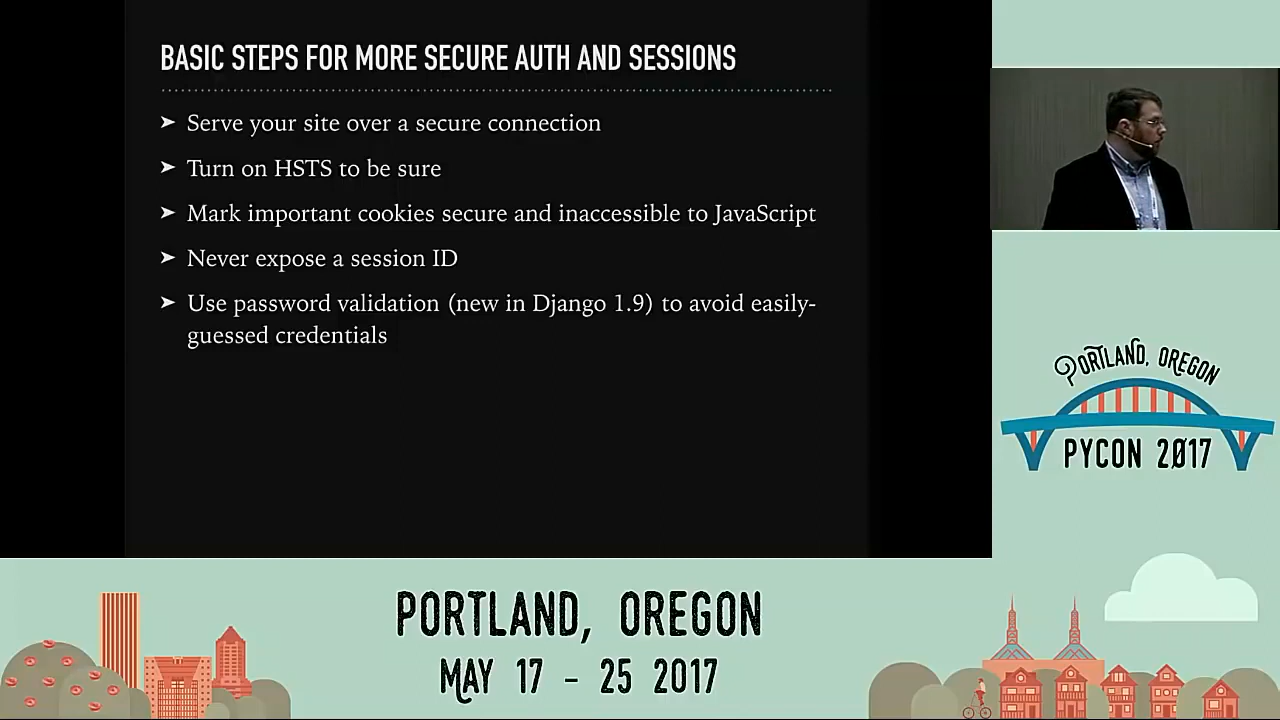 BASIC STEPS FOR MORE SECURE AUTH AND SESSIONS
➤ Serve your site over a secure connection
➤ Turn on HSTS to be sure
➤ Mark important cookies secure and inaccessible to JavaScript
➤ Never expose a session ID
➤ Use password validation (new in Django 1.9) to avoid easily-
guessed credentials
PORTLAND, OREGON
PYCON 2017
PORTLAND, OREGON
MAY 17 - 25 2017